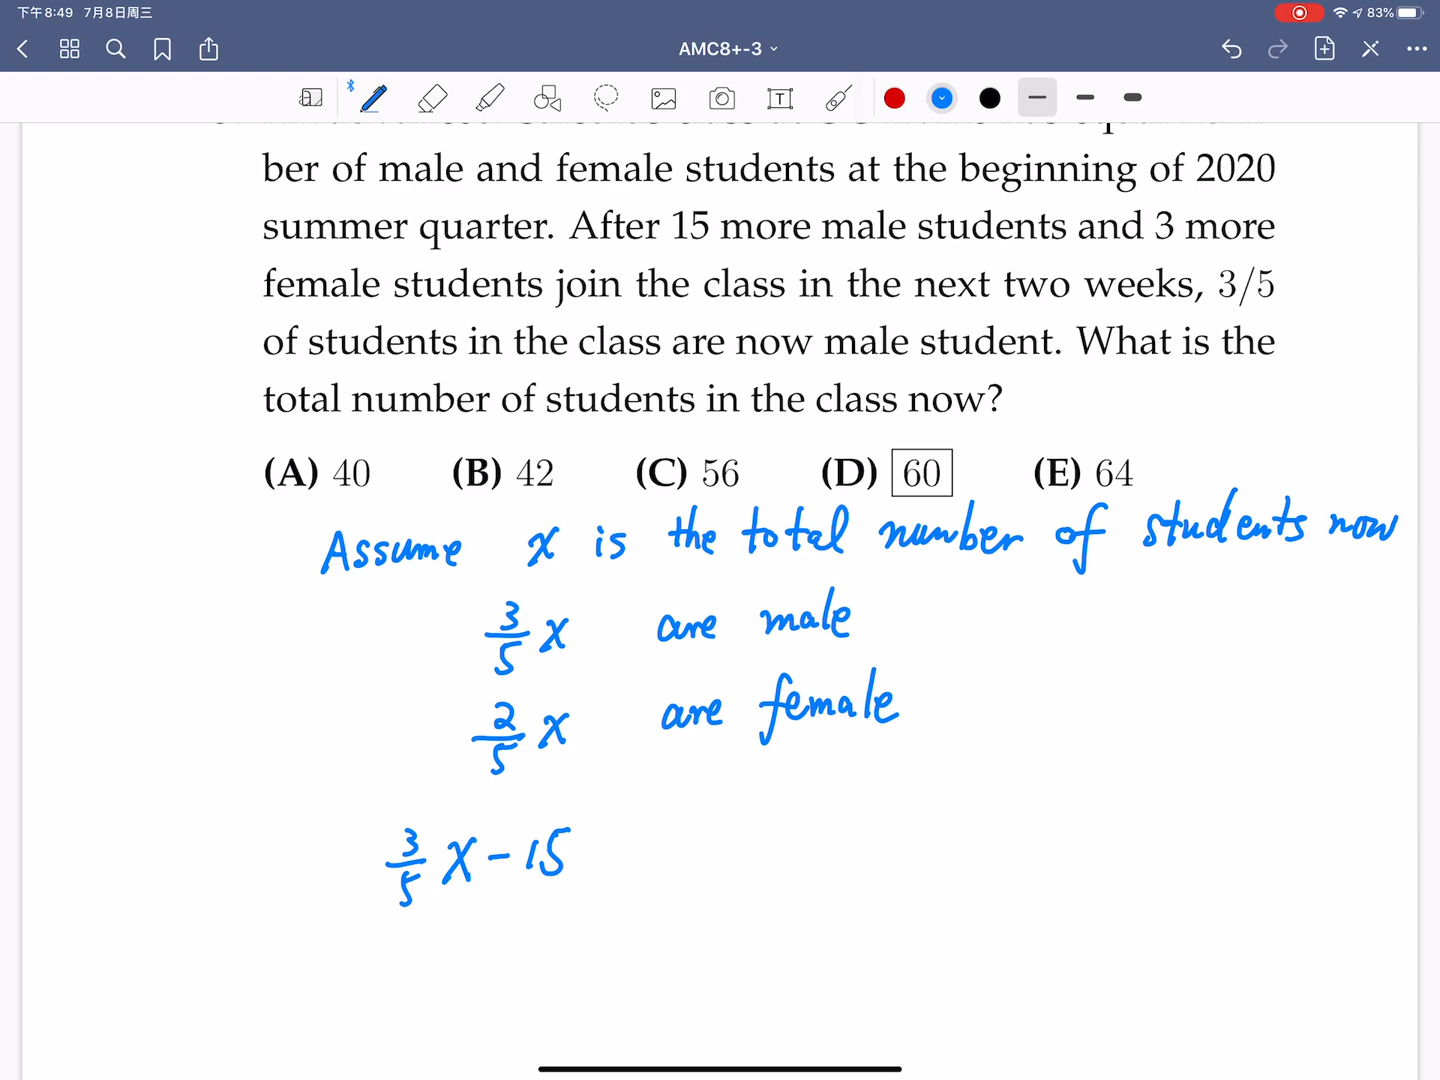 下午8:49 7月8日周三
83%
AMC8+-3
ber of male and female students at the beginning of 2020
summer quarter. After 15 more male students and 3 more
female students join the class in the next two weeks, 3/5
of students in the class are now male student. What is the
total number of students in the class now?
(A) 40 (B) 42 (C) 56 (D) 60 (E) 64
Assume x is the total number of students now
3/5 x are male
2/5 x are female
3/5 x - 15